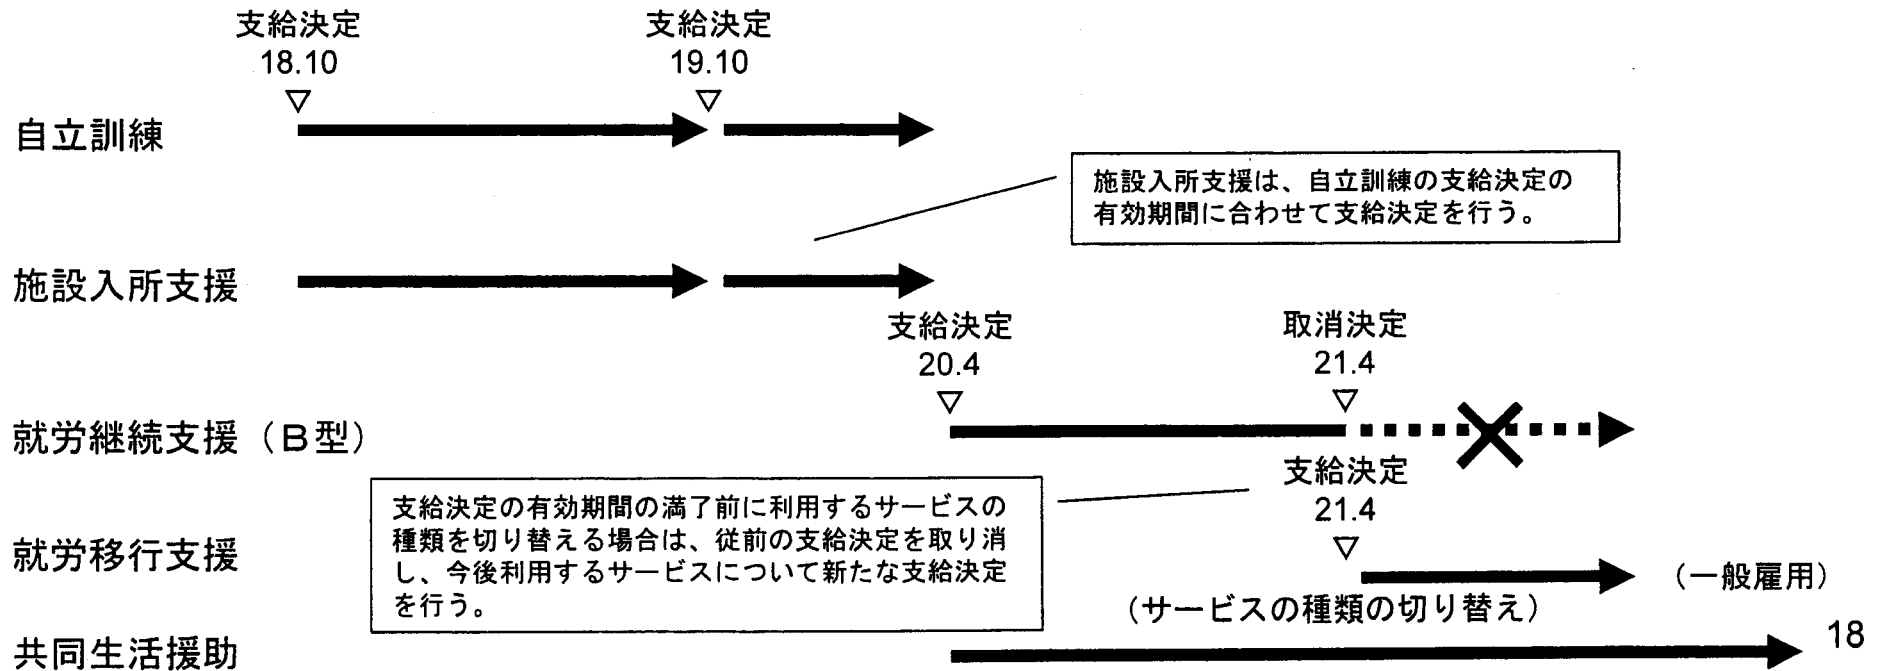 支給決定
18.10
支給決定
19.10
自立訓練
施設入所支援は、自立訓練の支給決定の
有効期間に合わせて支給決定を行う。
施設入所支援
支給決定
20.4
取消決定
21.4
就労継続支援（Ｂ型）
支給決定
21.4
支給決定の有効期間の満了前に利用するサービスの
種類を切り替える場合は、従前の支給決定を取り消
し、今後利用するサービスについて新たな支給決定
を行う。
就労移行支援
（一般雇用）
（サービスの種類の切り替え）
共同生活援助
18